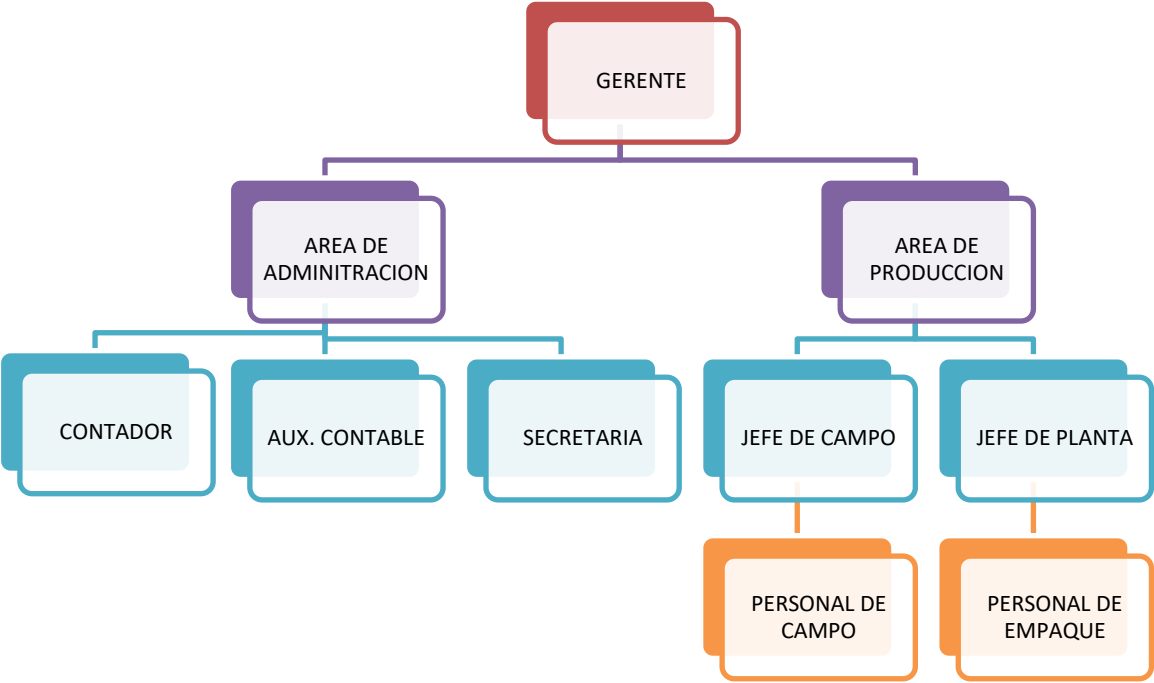 GERENTE
AREA DE
ADMINITRACION
AREA DE
PRODUCCION
CONTADOR
AUX. CONTABLE
SECRETARIA
JEFE DE CAMPO
JEFE DE PLANTA
PERSONAL DE
CAMPO
PERSONAL DE
EMPAQUE